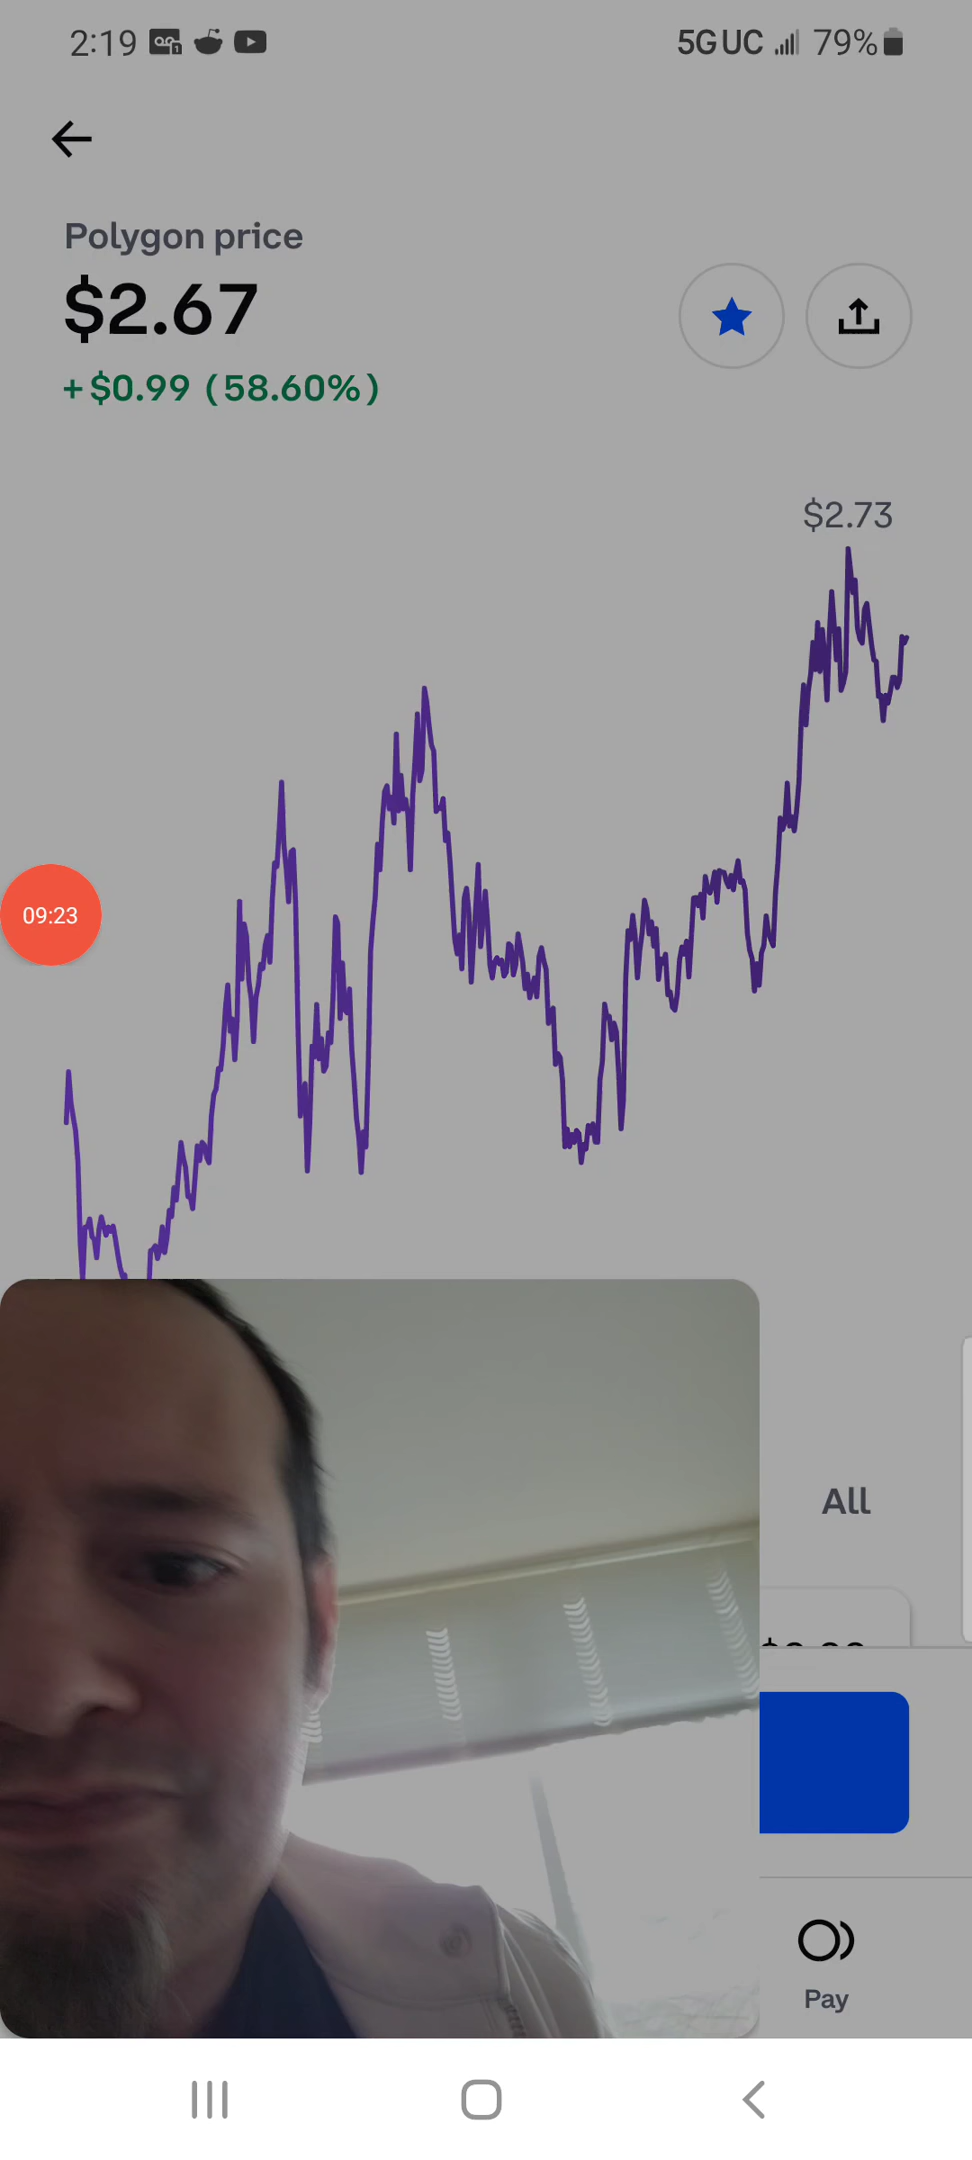 2:19
5G UC 79%
Polygon price
$2.67
+$0.99 (58.60%)
$2.73
09:23
All
Pay